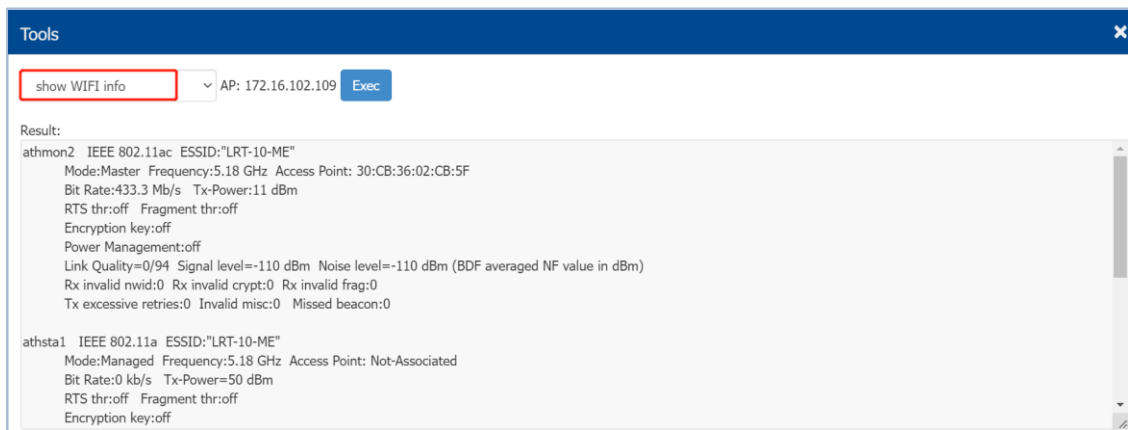 Tools
show WIFI info AP: 172.16.102.109 Exec
Result:
athmon2 IEEE 802.11ac ESSID:"LRT-10-ME"
Mode:Master Frequency:5.18 GHz Access Point: 30:CB:36:02:CB:5F
Bit Rate:433.3 Mb/s Tx-Power:11 dBm
RTS thr:off Fragment thr:off
Encryption key:off
Power Management:off
Link Quality=0/94 Signal level=-110 dBm Noise level=-110 dBm (BDF averaged NF value in dBm)
Rx invalid nwid:0 Rx invalid crypt:0 Rx invalid frag:0
Tx excessive retries:0 Invalid misc:0 Missed beacon:0
athsta1 IEEE 802.11a ESSID:"LRT-10-ME"
Mode:Managed Frequency:5.18 GHz Access Point: Not-Associated
Bit Rate:0 kb/s Tx-Power=50 dBm
RTS thr:off Fragment thr:off
Encryption key:off